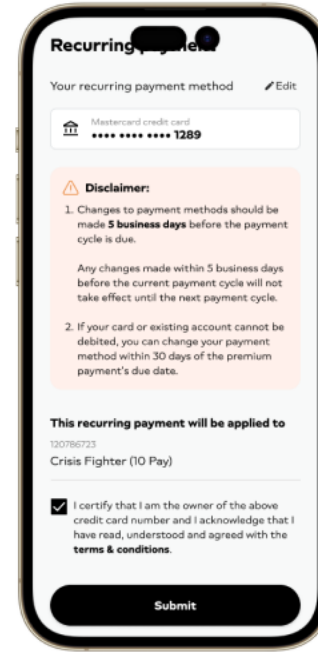 Recurring payment
Your recurring payment method
Edit
Mastercard credit card
•••• •••• •••• 1289
Disclaimer:
1. Changes to payment methods should be
made 5 business days before the payment
cycle is due.
Any changes made within 5 business days
before the current payment cycle will not
take effect until the next payment cycle.
2. If your card or existing account cannot be
debited, you can change your payment
method within 30 days of the premium
payment's due date.
This recurring payment will be applied to
120786723
Crisis Fighter (10 Pay)
I certify that I am the owner of the above
credit card number and I acknowledge that I
have read, understood and agreed with the
terms & conditions.
Submit